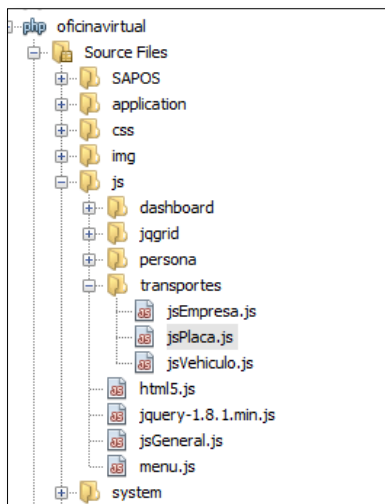 php oficinavirtual
Source Files
SAPOS
application
css
img
js
dashboard
jqgrid
persona
transportes
jsEmpresa.js
jsPlaca.js
jsVehiculo.js
html5.js
jquery-1.8.1.min.js
jsGeneral.js
menu.js
system